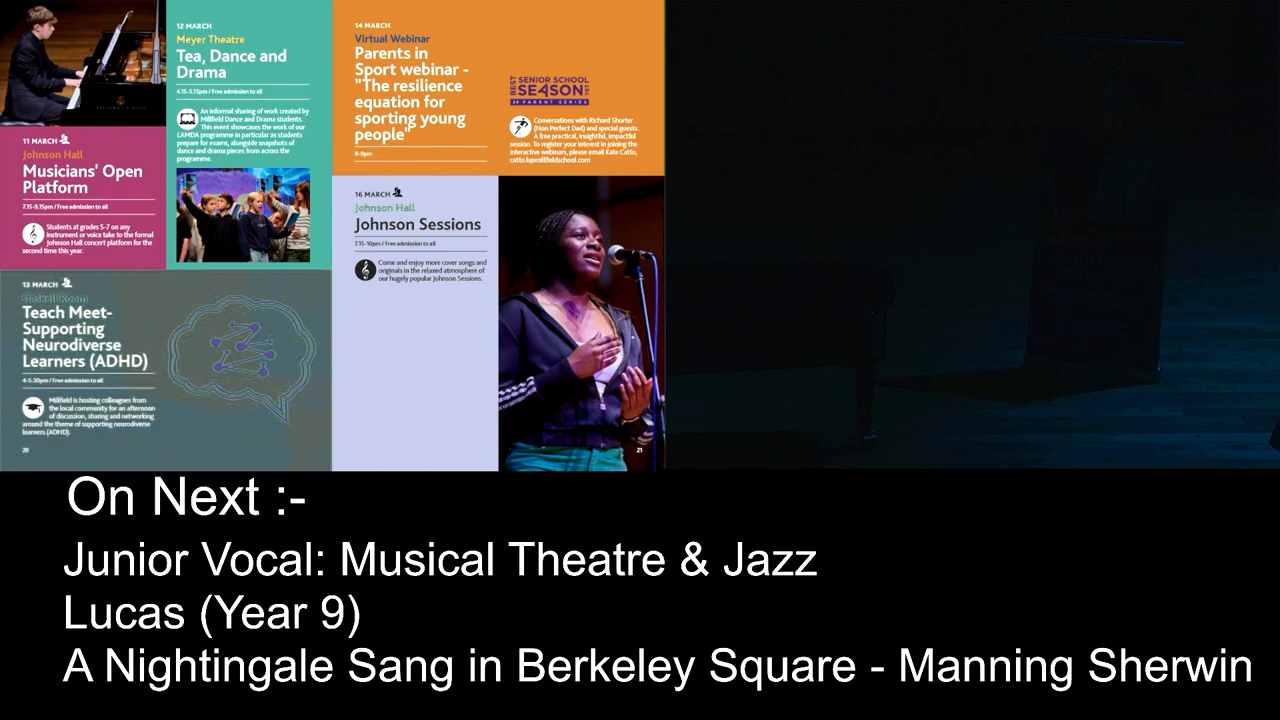 12 MARCH
Meyer Theatre
Tea, Dance and
Drama
4.15-5.15pm / Free admission to all
An informal sharing of work created by
Millfield Dance and Drama students.
This event showcases the work of our
LAMDA programme in particular as students
prepare for exams, alongside snapshots of
dance and drama pieces from across the
programme.
11 MARCH
Johnson Hall
Musicians' Open
Platform
7.15-9.15pm / Free admission to all
Students at grades 5-7 on any
instrument or voice take to the formal
Johnson Hall concert platform for the
second time this year.
13 MARCH
Gaskell Room
Teach Meet-
Supporting
Neurodiverse
Learners (ADHD)
4-5.30pm / Free admission to all
Millfield is hosting colleagues from
the local community for an afternoon
of discussion, sharing and networking
around the theme of supporting neurodiverse
learners (ADHD).
20
14 MARCH
Virtual Webinar
Parents in
Sport webinar -
"The resilience
equation for
sporting young
people"
8-9pm
BEST SENIOR SCHOOL
SE4SON YET
24 PARENT SERIES
Conversations with Richard Shorter
(Non Perfect Dad) and special guests.
A free practical, insightful, impactful
session. To register your interest in joining the
interactive webinars, please email Kate Catto,
catto.k@millfieldschool.com
16 MARCH
Johnson Hall
Johnson Sessions
7.15-10pm / Free admission to all
Come and enjoy more cover songs and
originals in the relaxed atmosphere of
our hugely popular Johnson Sessions.
21
On Next :-
Junior Vocal: Musical Theatre & Jazz
Lucas (Year 9)
A Nightingale Sang in Berkeley Square - Manning Sherwin